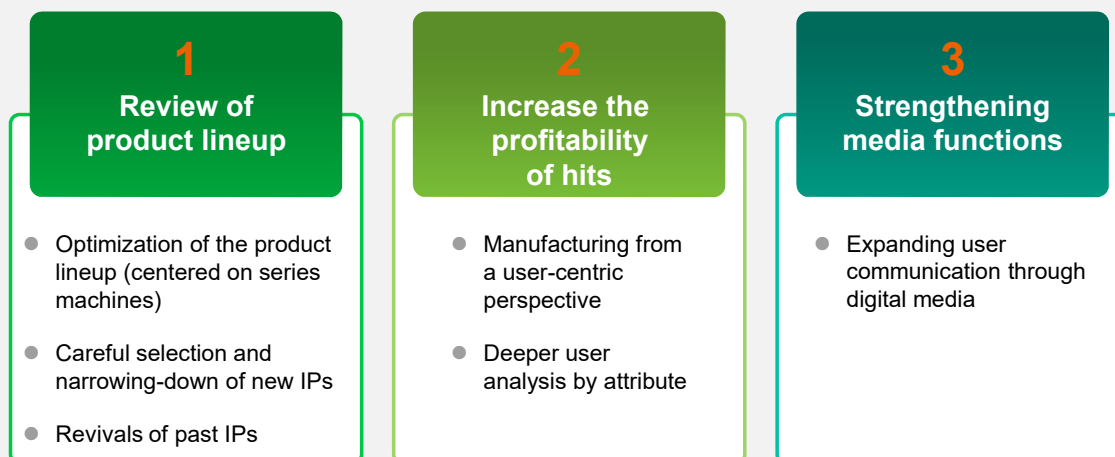 1
Review of
product lineup
● Optimization of the product
lineup (centered on series
machines)
● Careful selection and
narrowing-down of new IPs
● Revivals of past IPs
2
Increase the
profitability
of hits
● Manufacturing from
a user-centric
perspective
● Deeper user
analysis by attribute
3
Strengthening
media functions
● Expanding user
communication through
digital media